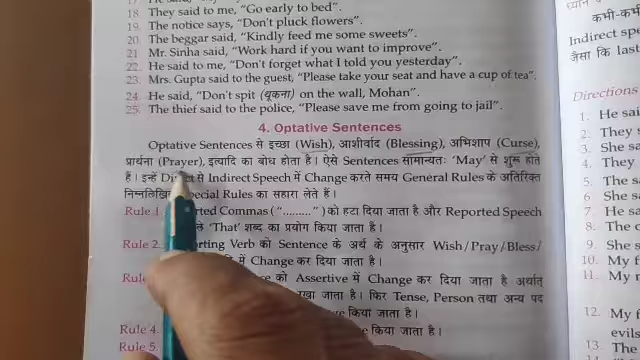 18 They said to me, "Go early to bed".
19. The notice says, "Don't pluck flowers".
20. The beggar said, "Kindly feed me some sweets".
21 Mr. Sinha said, "Work hard if you want to improve".
22. He said to me, "Don't forget what I told you yesterday".
23. Mrs. Gupta said to the guest, "Please take your seat and have a cup of tea".
24 He said, "Don't spit (थूकना) on the wall, Mohan".
25. The thief said to the police, "Please save me from going to jail".
4. Optative Sentences
Optative Sentences से इच्छा (Wish), आशीर्वाद (Blessing), अभिशाप (Curse),
प्रार्थना (Prayer), इत्यादि का बोध होता है। ऐसे Sentences सामान्यतः 'May' से शुरू होते
हैं। इन्हें Direct से Indirect Speech में Change करते समय General Rules के अतिरिक्त
Special Rules का सहारा लेते हैं।
Rule 1 Commas (".........") को हटा दिया जाता है और Reported Speech
'That' शब्द का प्रयोग किया जाता है।
Rule 2. Verb को Sentence के अर्थ के अनुसार Wish/Pray/Bless/
में Change कर दिया जाता है।
को Assertive में Change कर दिया जाता है अर्थात्
जाता है। फिर Tense, Person तथा अन्य पद
किया जाता है।
Rule 4. किया जाता है।
Rule 5.
कभी-कभी
Indirect spe
जैसा कि last
Directions
1. He sai
2. They
3. She sa
4. They
5. The s
6. She s
7. He sa
8. The c
9. She s
10. My f
11. My n
12. My f
evils
13. The